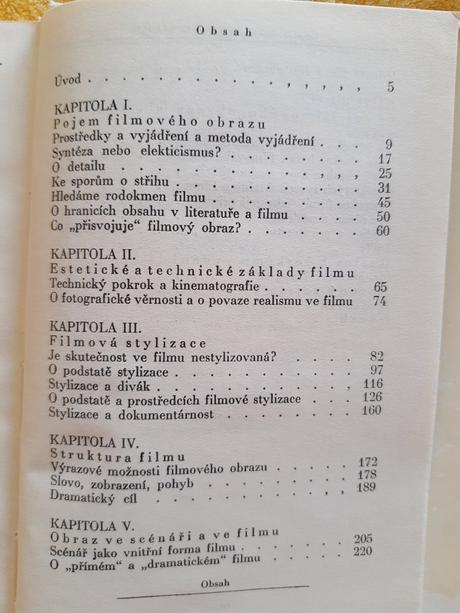 Obsah
Úvod . . . . . . . . . . . , , , , 5
KAPITOLA I.
Pojem filmového obrazu
Prostředky a vyjádření a metoda vyjádření . . . 9
Syntéza nebo elekticismus? . . . . . . . . 17
O detailu . . . . . . . . . . . , , 25
Ke sporům o střihu . . . . . . . . . . 31
Hledáme rodokmen filmu . . . . . . . . 45
O hranicích obsahu v literatuře a filmu . . . . 50
Co „přisvojuje“ filmový obraz? . . . . . . . 60
KAPITOLA II.
Estetické a technické základy filmu
Technický pokrok a kinematografie . . . . . 65
O fotografické věrnosti a o povaze realismu ve filmu 74
KAPITOLA III.
Filmová stylizace
Je skutečnost ve filmu nestylizovaná? . . . . 82
O podstatě stylizace . . . . . . . . . . 97
Stylizace a divák . . . . . . . . . . 116
O podstatě a prostředcích filmové stylizace . . . 126
Stylizace a dokumentárnost . . . . . . . 160
KAPITOLA IV.
Struktura filmu
Výrazové možnosti filmového obrazu . . . . . 172
Slovo, zobrazení, pohyb . . . . . . . . 178
Dramatický cíl . . . . . . . . . , , 189
KAPITOLA V.
Obraz ve scénáři a ve filmu
Scénář jako vnitřní forma filmu . . . . . . 205
O „přímém“ a „dramatickém“ filmu . . . . . 220
Obsah